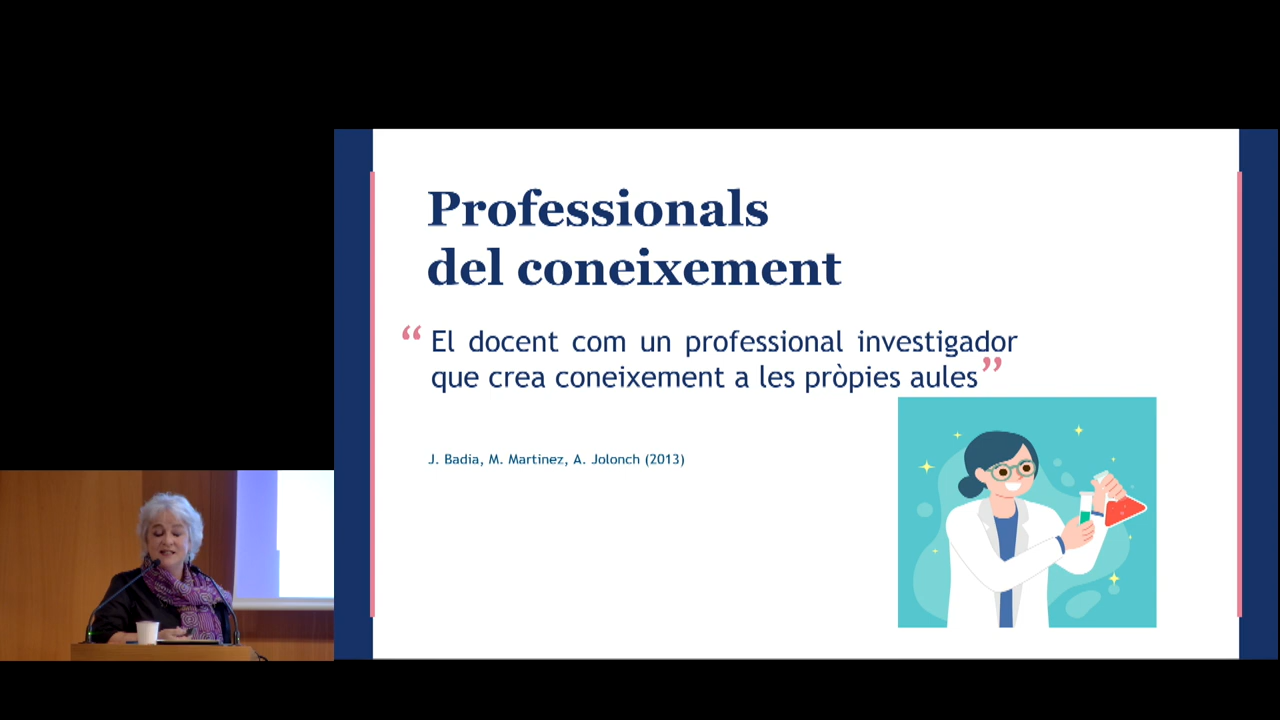 Professionals
del coneixement
“ El docent com un professional investigador
que crea coneixement a les pròpies aules”
J. Badia, M. Martinez, A. Jolonch (2013)